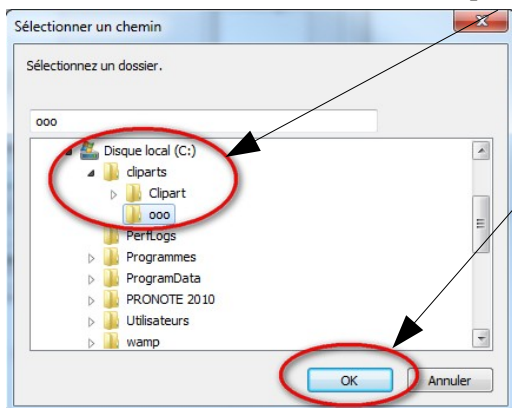 Sélectionner un chemin
Sélectionnez un dossier.
ooo
Disque local (C:)
cliparts
Clipart
ooo
PerfLogs
Programmes
ProgramData
PRONOTE 2010
Utilisateurs
wamp
OK Annuler